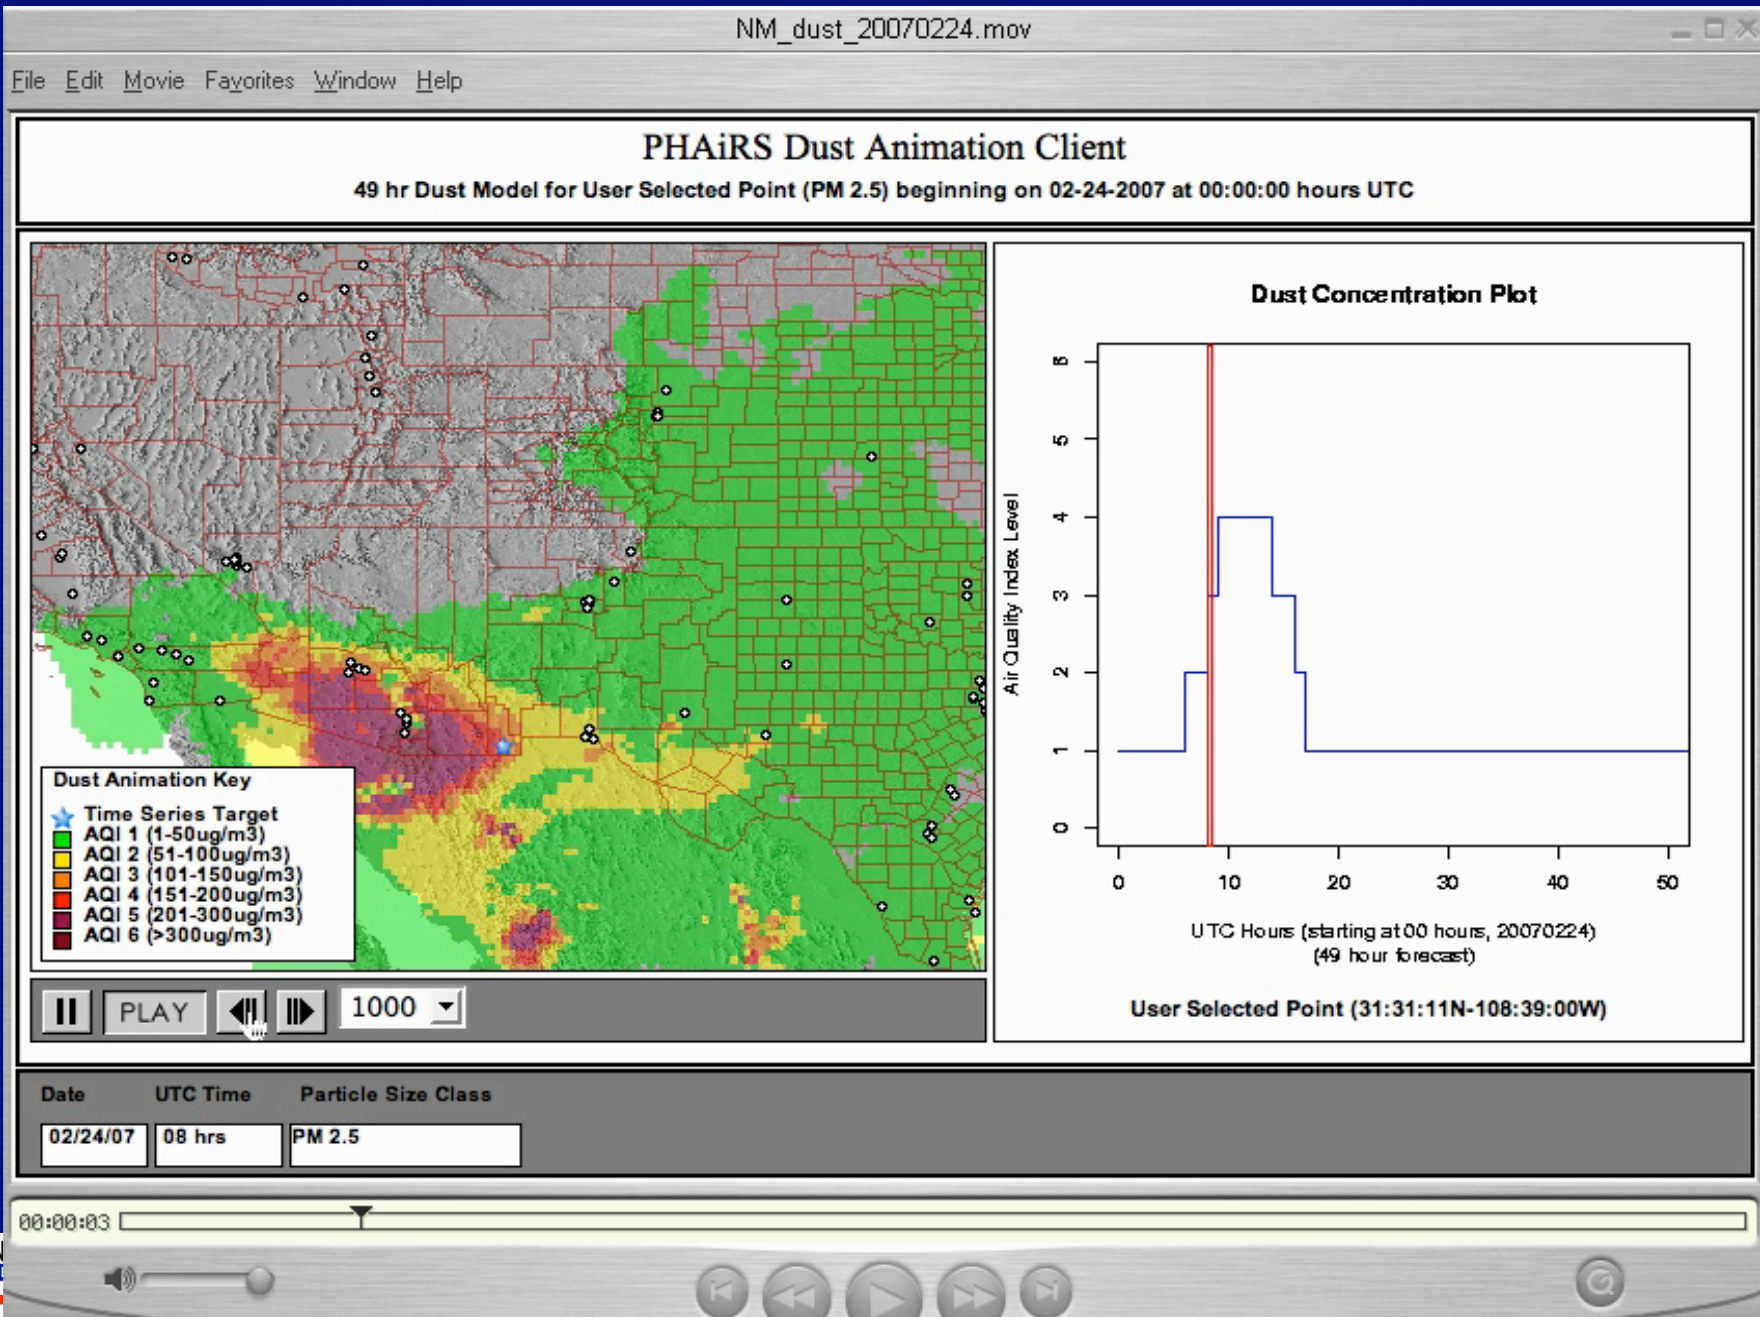 NM_dust_20070224.mov
File Edit Movie Favorites Window Help
PHAiRS Dust Animation Client
49 hr Dust Model for User Selected Point (PM 2.5) beginning on 02-24-2007 at 00:00:00 hours UTC
Dust Animation Key
Time Series Target
AQI 1 (1-50ug/m3)
AQI 2 (51-100ug/m3)
AQI 3 (101-150ug/m3)
AQI 4 (151-200ug/m3)
AQI 5 (201-300ug/m3)
AQI 6 (>300ug/m3)
PLAY 1000
Dust Concentration Plot
Air Quality Index Level
6
5
4
3
2
1
0
0 10 20 30 40 50
UTC Hours (starting at 00 hours, 20070224)
(49 hour forecast)
User Selected Point (31:31:11N-108:39:00W)
Date UTC Time Particle Size Class
02/24/07 08 hrs PM 2.5
00:00:03